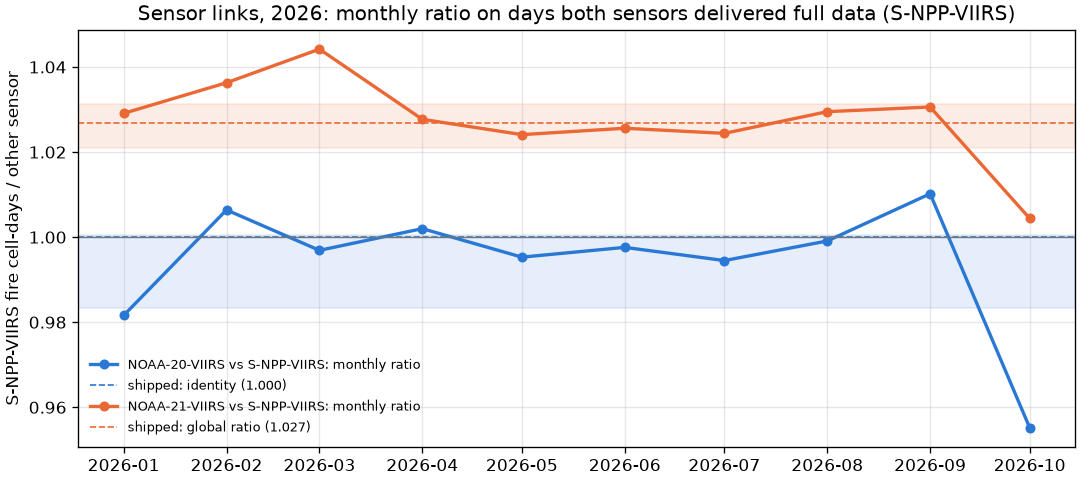 Sensor links, 2026: monthly ratio on days both sensors delivered full data (S-NPP-VIIRS)
S-NPP-VIIRS fire cell-days / other sensor
1.04
1.02
1.00
0.98
0.96
NOAA-20-VIIRS vs S-NPP-VIIRS: monthly ratio
shipped: identity (1.000)
NOAA-21-VIIRS vs S-NPP-VIIRS: monthly ratio
shipped: global ratio (1.027)
2026-01 2026-02 2026-03 2026-04 2026-05 2026-06 2026-07 2026-08 2026-09 2026-10